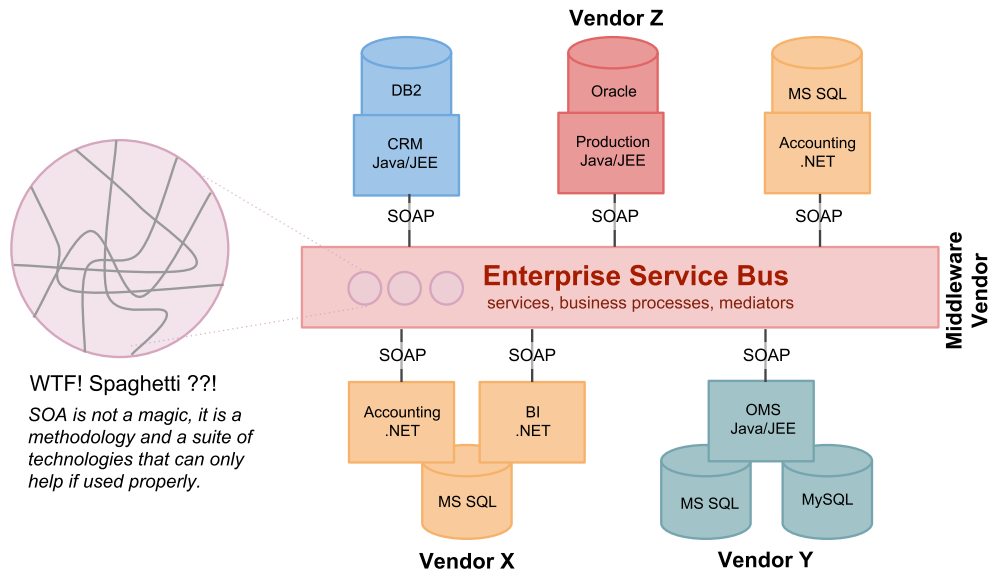 Vendor Z
DB2
CRM
Java/JEE
SOAP
Oracle
Production
Java/JEE
SOAP
MS SQL
Accounting
.NET
SOAP
Enterprise Service Bus
services, business processes, mediators
Middleware
Vendor
WTF! Spaghetti ??!
SOA is not a magic, it is a
methodology and a suite of
technologies that can only
help if used properly.
SOAP
Accounting
.NET
SOAP
BI
.NET
MS SQL
Vendor X
SOAP
OMS
Java/JEE
MS SQL
MySQL
Vendor Y